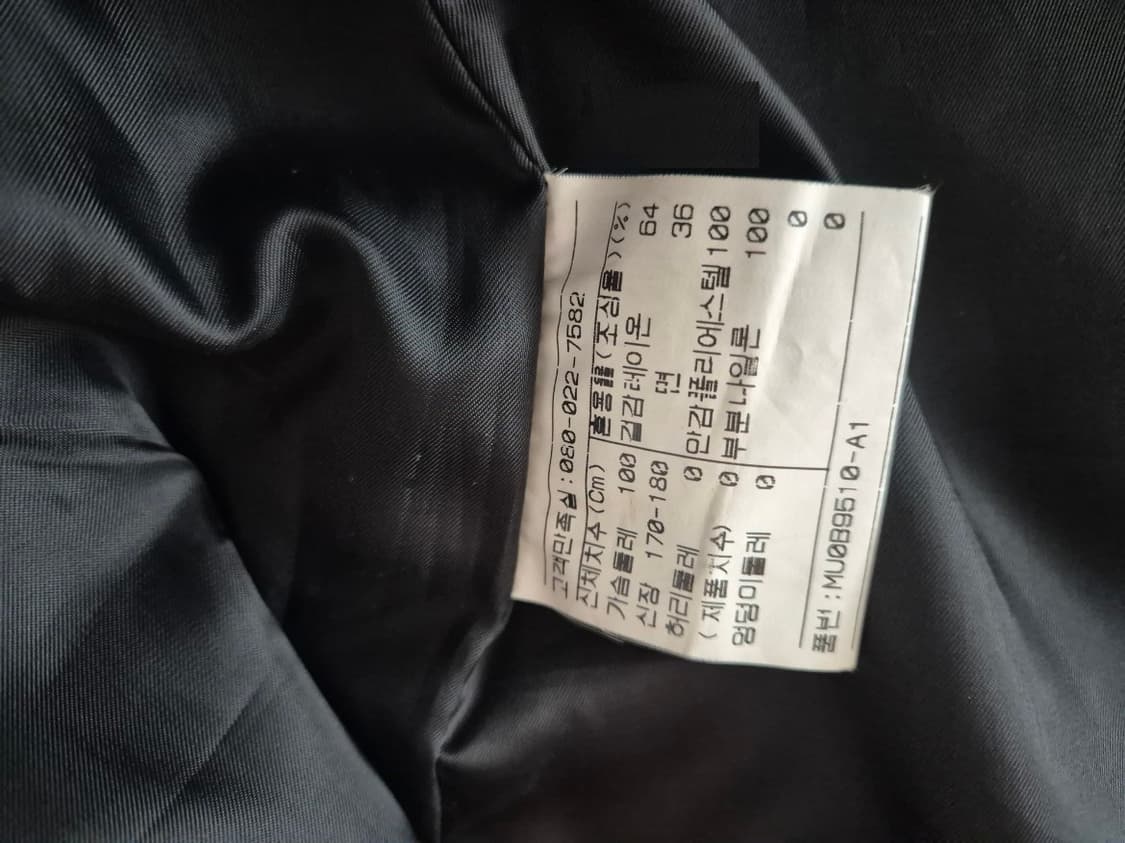 고객만족실:080-022-7582
신체치수(Cm) 혼용률(조성률)(%)
가슴둘레 100 겉감레이온 64
신장 170-180 면 36
허리둘레 0 안감폴리에스텔100
(제품치수) 0 부분나일론 100
엉덩이둘레 0 0
0
품번:MU0B9510-A1